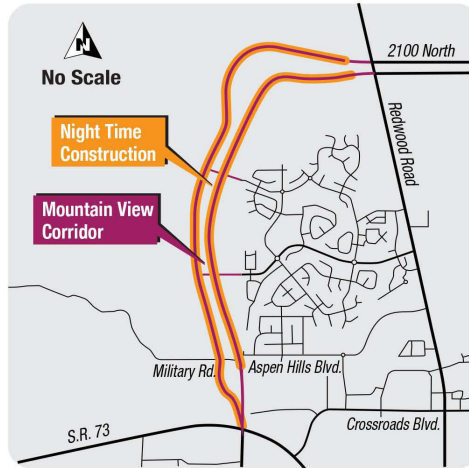 N
No Scale
2100 North
Redwood Road
Night Time
Construction
Mountain View
Corridor
Military Rd.
Aspen Hills Blvd.
Crossroads Blvd.
S.R. 73